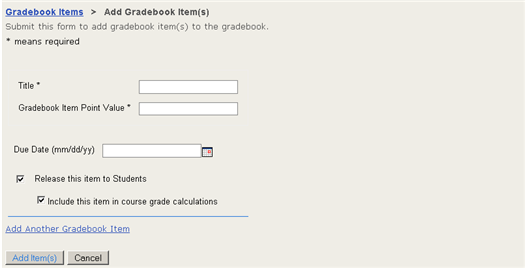 Gradebook Items > Add Gradebook Item(s)
Submit this form to add gradebook item(s) to the gradebook.
* means required
Title *
Gradebook Item Point Value *
Due Date (mm/dd/yy)
Release this item to Students
Include this item in course grade calculations
Add Another Gradebook Item
Add Item(s) Cancel